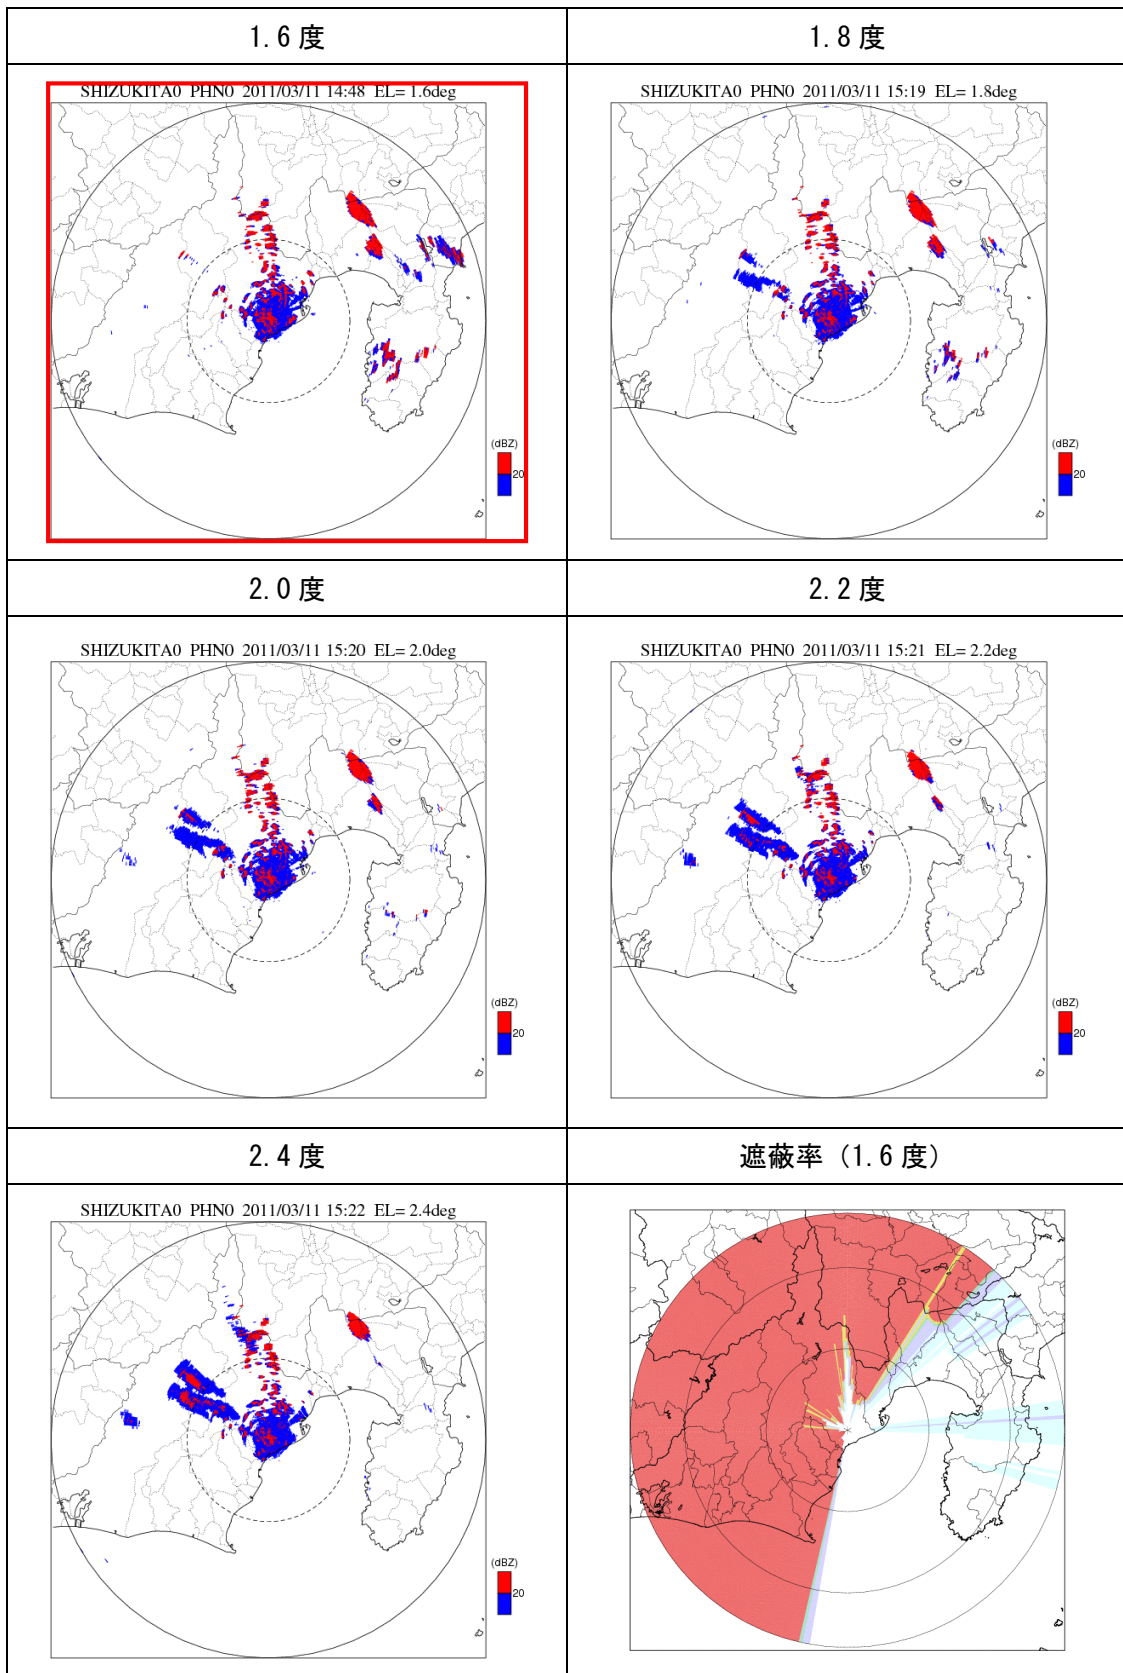 1.6度
1.8度
SHIZUKITA0 PHN0 2011/03/11 14:48 EL= 1.6deg
(dBZ)
20
SHIZUKITA0 PHN0 2011/03/11 15:19 EL= 1.8deg
(dBZ)
20
2.0度
2.2度
SHIZUKITA0 PHN0 2011/03/11 15:20 EL= 2.0deg
(dBZ)
20
SHIZUKITA0 PHN0 2011/03/11 15:21 EL= 2.2deg
(dBZ)
20
2.4度
遮蔽率（1.6度）
SHIZUKITA0 PHN0 2011/03/11 15:22 EL= 2.4deg
(dBZ)
20